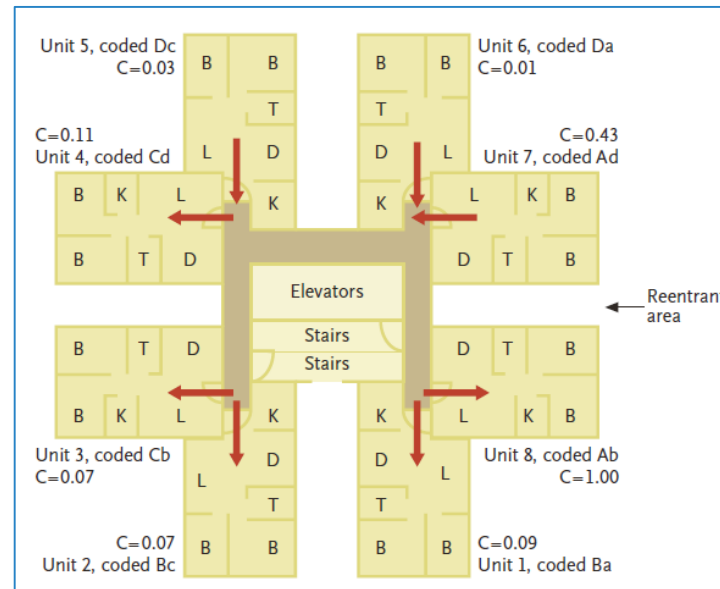 Unit 5, coded Dc
C=0.03
B
B
T
L
D
K
Unit 6, coded Da
C=0.01
B
B
T
D
L
K
C=0.11
Unit 4, coded Cd
B
K
L
B
T
D
C=0.43
Unit 7, coded Ad
L
K
B
D
T
B
Elevators
Stairs
Stairs
Reentrant
area
B
T
D
B
K
L
Unit 3, coded Cb
C=0.07
D
T
B
L
K
B
Unit 8, coded Ab
C=1.00
K
D
L
T
B
B
C=0.07
Unit 2, coded Bc
K
D
L
T
B
B
C=0.09
Unit 1, coded Ba